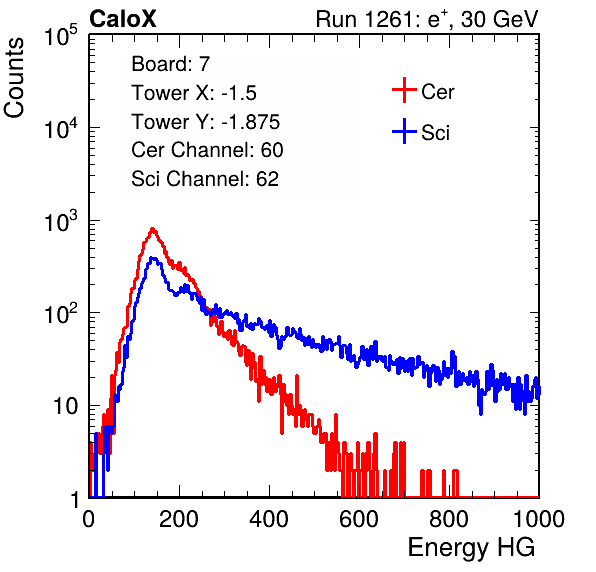 CaloX Run 1261: e⁺, 30 GeV
Counts
10⁵
10⁴
10³
10²
10
1
Board: 7
Tower X: -1.5
Tower Y: -1.875
Cer Channel: 60
Sci Channel: 62
Cer
Sci
0 200 400 600 800 1000
Energy HG